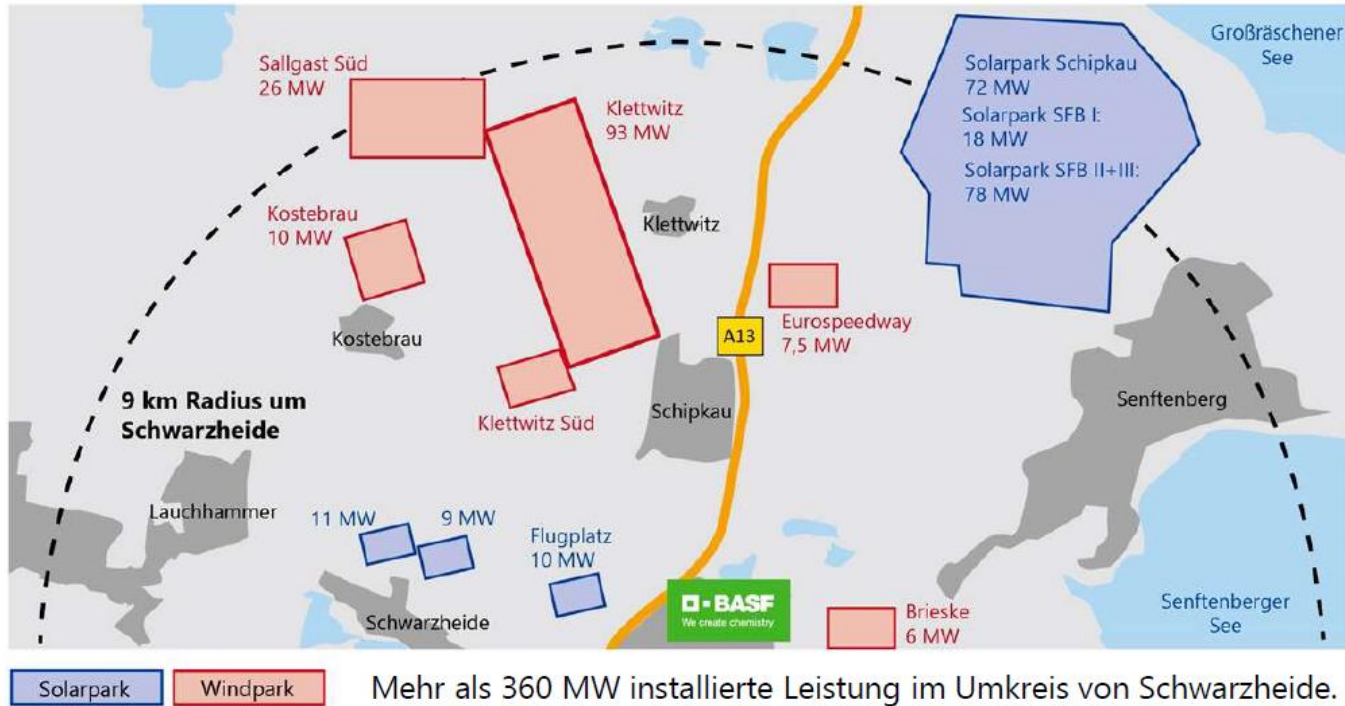 Großräschener
See
Sallgast Süd
26 MW
Klettwitz
93 MW
Solarpark Schipkau
72 MW
Solarpark SFB I:
18 MW
Solarpark SFB II+III:
78 MW
Kostebrau
10 MW
Klettwitz
Kostebrau
Eurospeedway
7,5 MW
A13
9 km Radius um
Schwarzheide
Klettwitz Süd
Schipkau
Senftenberg
Lauchhammer
11 MW
9 MW
Flugplatz
10 MW
Schwarzheide
BASF
We create chemistry
Brieske
6 MW
Senftenberger
See
Solarpark
Windpark
Mehr als 360 MW installierte Leistung im Umkreis von Schwarzheide.